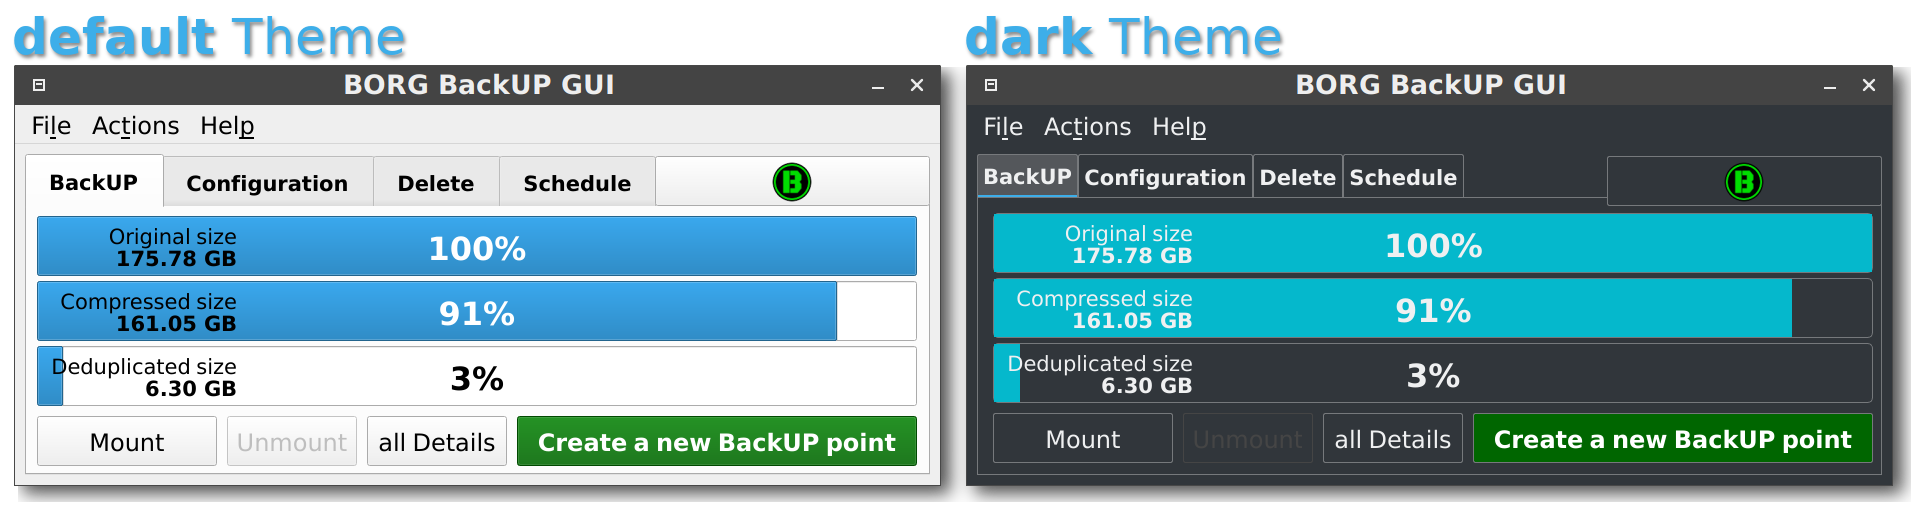 default Theme
BORG BackUP GUI
File Actions Help
BackUP Configuration Delete Schedule B
Original size
175.78 GB
100%
Compressed size
161.05 GB
91%
Deduplicated size
6.30 GB
3%
Mount Unmount all Details Create a new BackUP point
dark Theme
BORG BackUP GUI
File Actions Help
BackUP Configuration Delete Schedule B
Original size
175.78 GB
100%
Compressed size
161.05 GB
91%
Deduplicated size
6.30 GB
3%
Mount Unmount all Details Create a new BackUP point